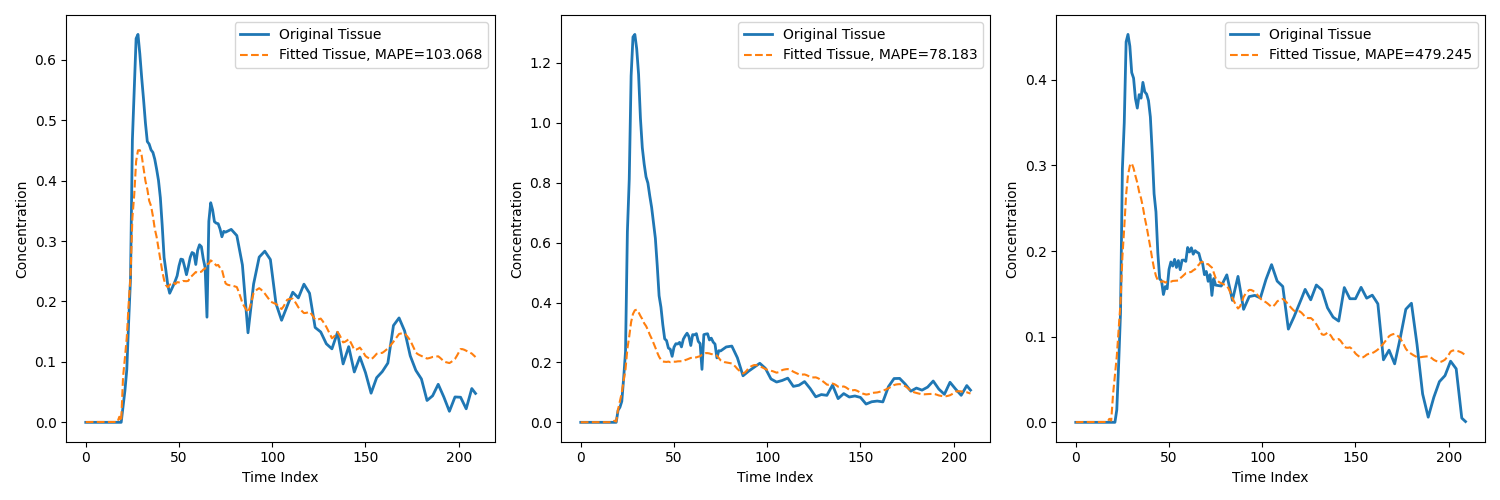 Original Tissue
Fitted Tissue, MAPE=103.068
Concentration
0.6
0.5
0.4
0.3
0.2
0.1
0.0
0 50 100 150 200
Time Index
Original Tissue
Fitted Tissue, MAPE=78.183
Concentration
1.2
1.0
0.8
0.6
0.4
0.2
0.0
0 50 100 150 200
Time Index
Original Tissue
Fitted Tissue, MAPE=479.245
Concentration
0.4
0.3
0.2
0.1
0.0
0 50 100 150 200
Time Index